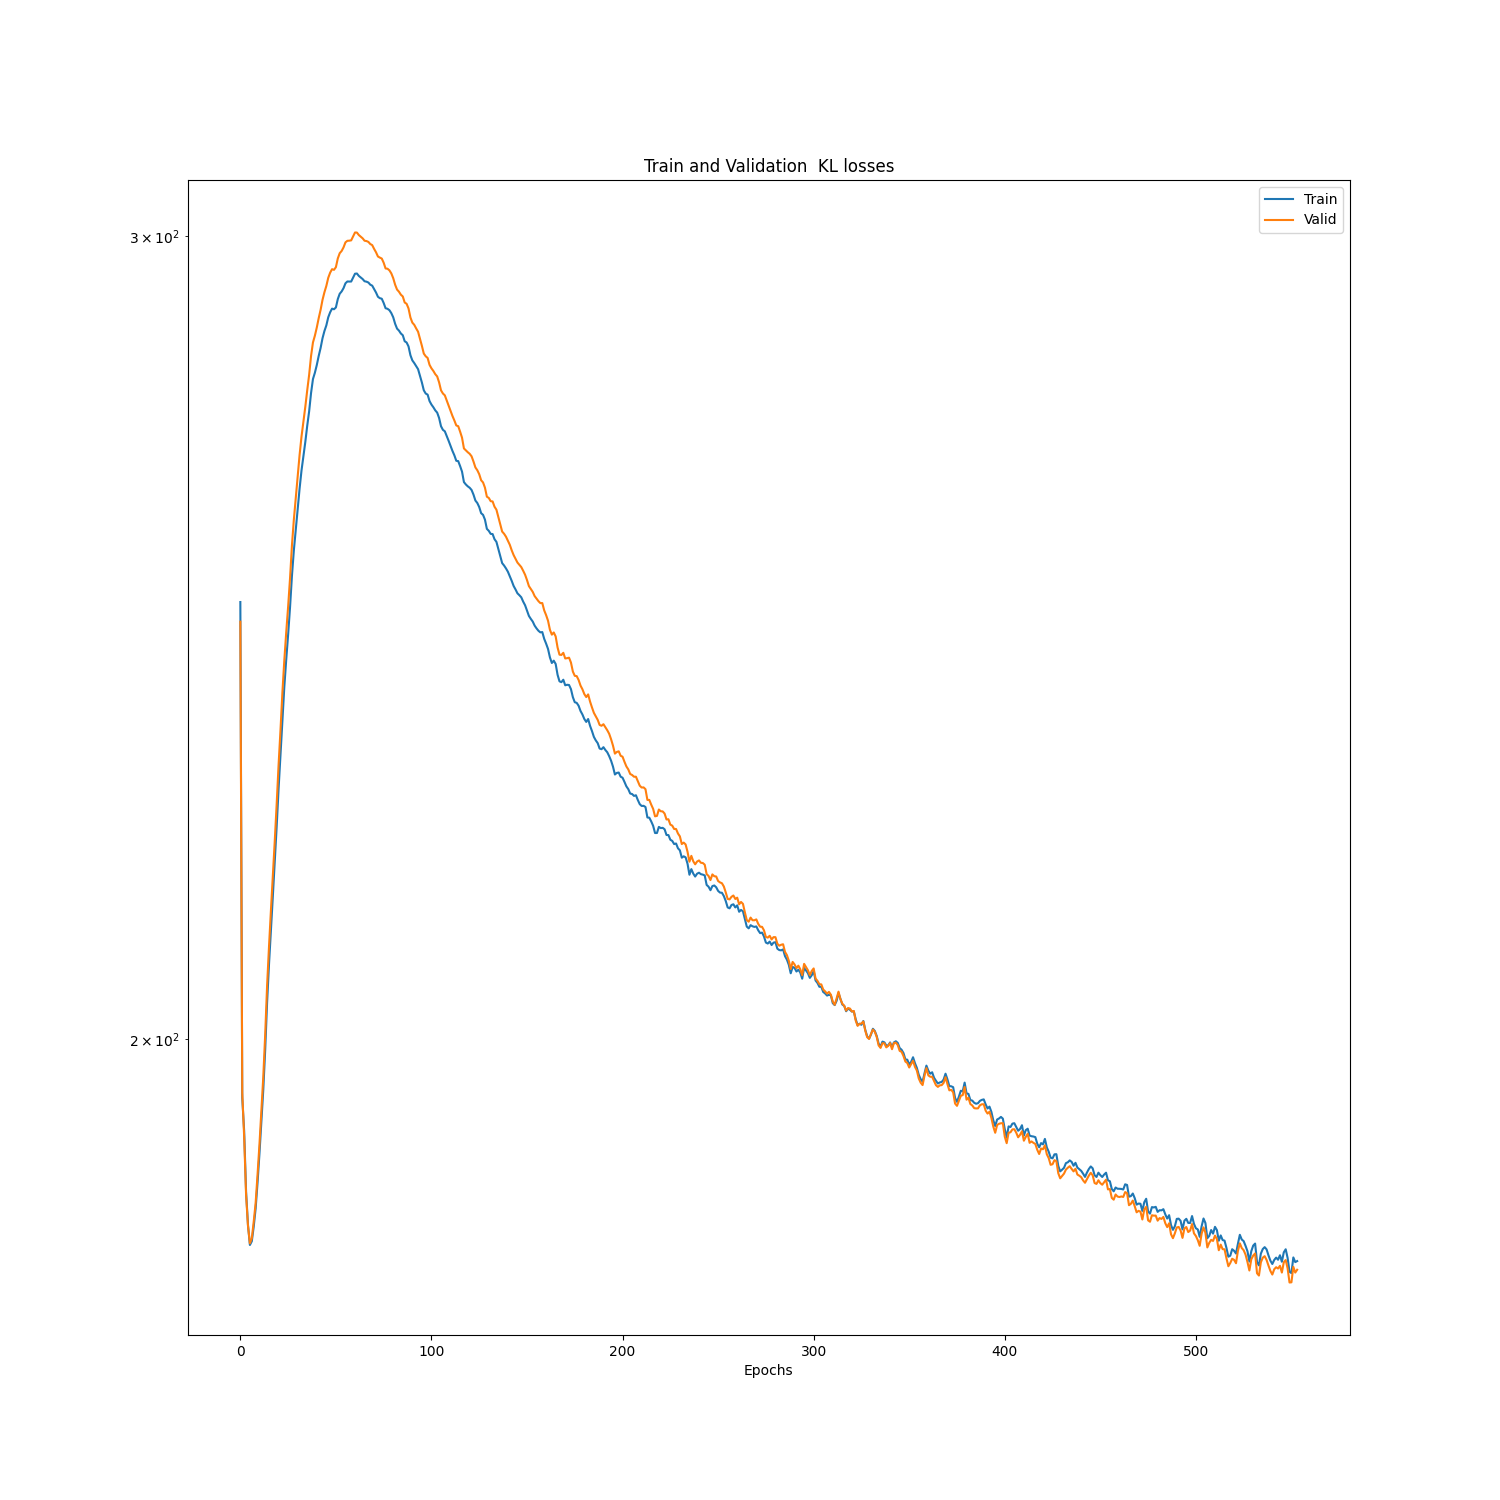 Train and Validation  KL losses
Train
Valid
3 × 10²
2 × 10²
0 100 200 300 400 500
Epochs